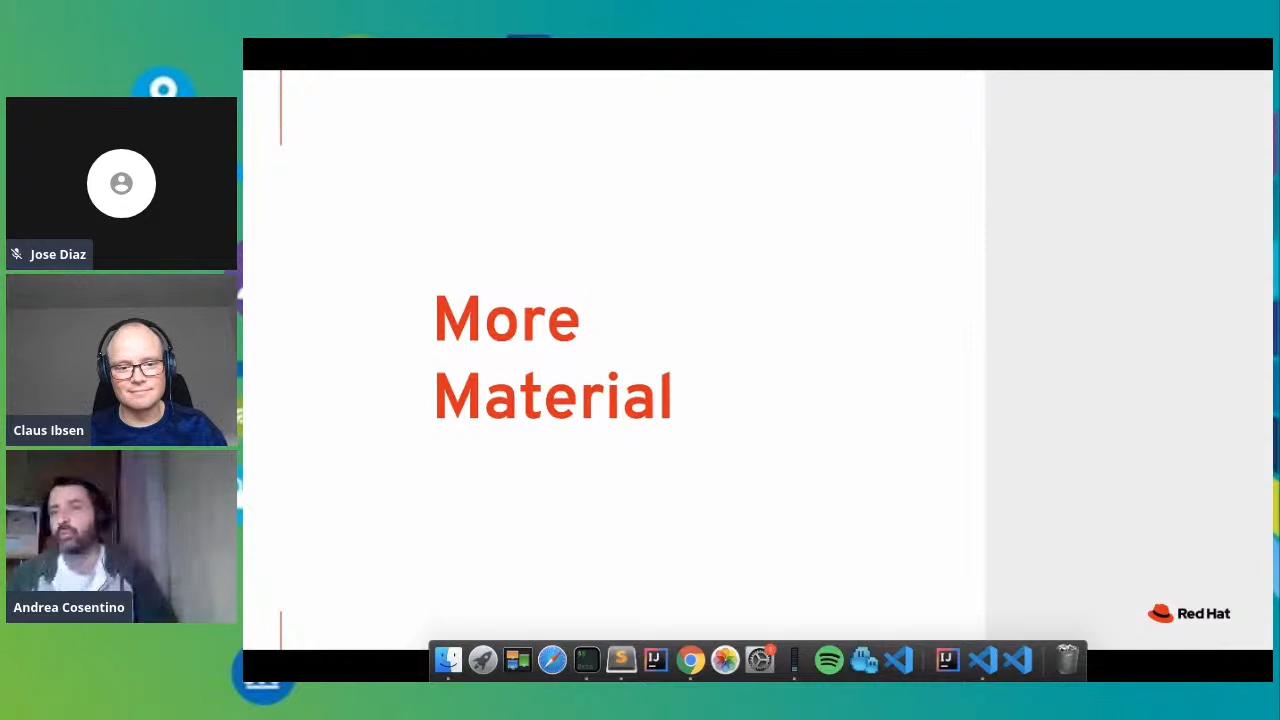 Jose Diaz
Claus Ibsen
Andrea Cosentino
More
Material
Red Hat